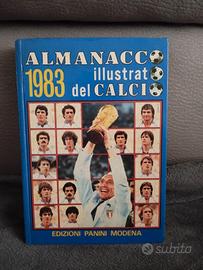 ALMANACCO
1983 illustrato
del CALCIO
EDIZIONI PANINI MODENA
subito